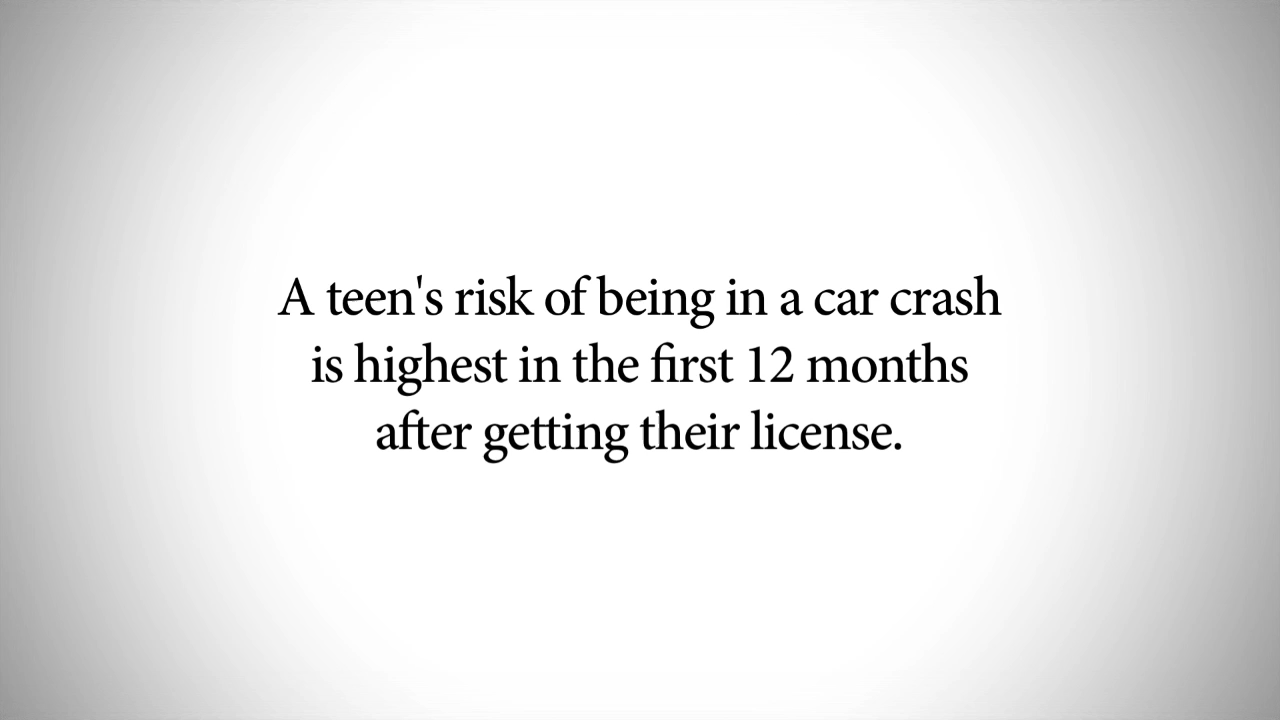 A teen's risk of being in a car crash
is highest in the first 12 months
after getting their license.